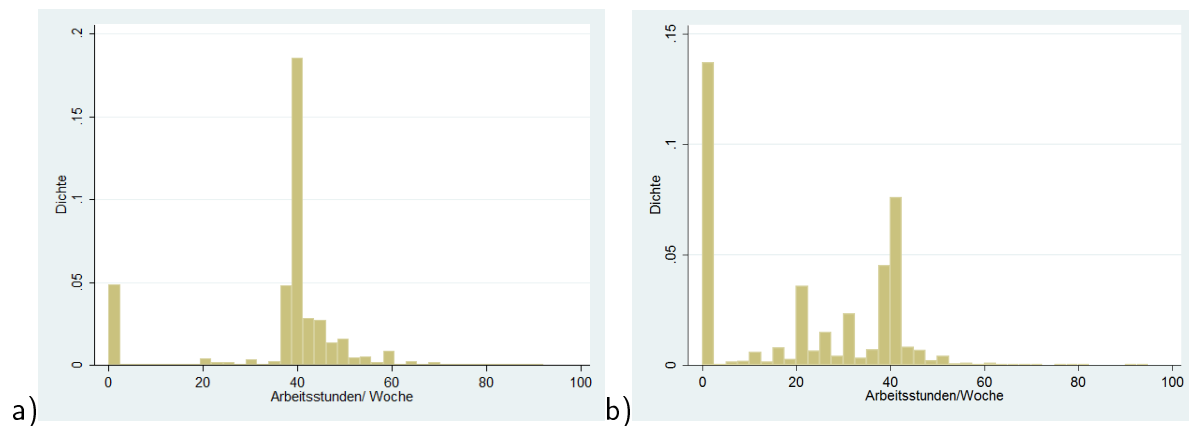 a)
Dichte
.2
.15
.1
.05
0
0 20 40 60 80 100
Arbeitsstunden/ Woche
b)
Dichte
.15
.1
.05
0
0 20 40 60 80 100
Arbeitsstunden/Woche